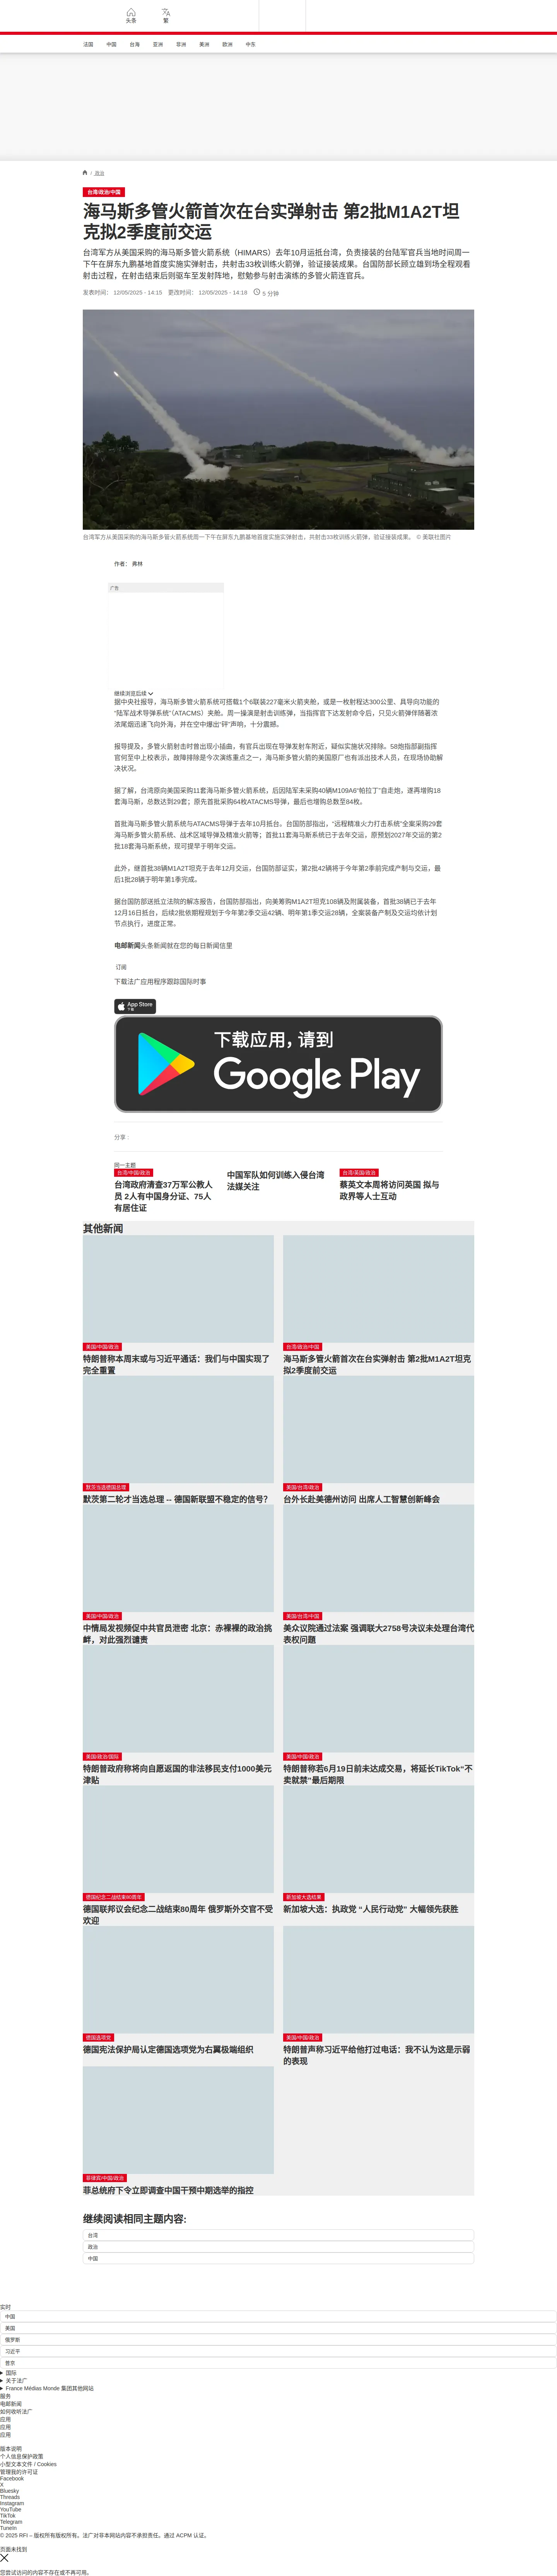 头条
繁
法国 中国 台海 亚洲 非洲 美洲 欧洲 中东
/ 政治
台湾/政治/中国
海马斯多管火箭首次在台实弹射击 第2批M1A2T坦
克拟2季度前交运
台湾军方从美国采购的海马斯多管火箭系统（HIMARS）去年10月运抵台湾，负责接装的台陆军官兵当地时间周一
下午在屏东九鹏基地首度实施实弹射击，共射击33枚训练火箭弹，验证接装成果。台国防部长顾立雄到场全程观看
射击过程，在射击结束后则驱车至发射阵地，慰勉参与射击演练的多管火箭连官兵。
发表时间： 12/05/2025 - 14:15 更改时间： 12/05/2025 - 14:18 5 分钟
台湾军方从美国采购的海马斯多管火箭系统周一下午在屏东九鹏基地首度实施实弹射击，共射击33枚训练火箭弹，验证接装成果。 © 美联社图片
作者： 弗林
广告
继续浏览后续
据中央社报导，海马斯多管火箭系统可搭载1个6联装227毫米火箭夹舱，或是一枚射程达300公里、具导向功能的
“陆军战术导弹系统”（ATACMS）夹舱。周一操演是射击训练弹，当指挥官下达发射命令后，只见火箭弹伴随著浓
浓尾烟迅速飞向外海，并在空中爆出“砰”声响，十分震撼。
报导提及，多管火箭射击时曾出现小插曲，有官兵出现在导弹发射车附近，疑似实施状况排除。58炮指部副指挥
官何至中上校表示，故障排除是今次演练重点之一，海马斯多管火箭的美国原厂也有派出技术人员，在现场协助解
决状况。
据了解，台湾原向美国采购11套海马斯多管火箭系统，后因陆军未采购40辆M109A6“帕拉丁”自走炮，遂再增购18
套海马斯，总数达到29套；原先首批采购64枚ATACMS导弹，最后也增购总数至84枚。
首批海马斯多管火箭系统与ATACMS导弹于去年10月抵台。台国防部指出，“远程精准火力打击系统”全案采购29套
海马斯多管火箭系统、战术区域导弹及精准火箭等；首批11套海马斯系统已于去年交运，原预划2027年交运的第2
批18套海马斯系统，现可提早于明年交运。
此外，继首批38辆M1A2T坦克于去年12月交运，台国防部证实，第2批42辆将于今年第2季前完成产制与交运，最
后1批28辆于明年第1季完成。
据台国防部送抵立法院的解冻报告，台国防部指出，向美筹购M1A2T坦克108辆及附属装备，首批38辆已于去年
12月16日抵台，后续2批依期程规划于今年第2季交运42辆、明年第1季交运28辆，全案装备产制及交运均依计划
节点执行，进度正常。
电邮新闻头条新闻就在您的每日新闻信里
订阅
下载法广应用程序跟踪国际时事
App Store
下载
下载应用，请到
Google Play
分享 :
同一主题
台湾/中国/政治
台湾政府清查37万军公教人
员 2人有中国身分证、75人
有居住证
中国军队如何训练入侵台湾
法媒关注
台湾/英国/政治
蔡英文本周将访问英国 拟与
政界等人士互动
其他新闻
美国/中国/政治
特朗普称本周末或与习近平通话：我们与中国实现了
完全重置
台湾/政治/中国
海马斯多管火箭首次在台实弹射击 第2批M1A2T坦克
拟2季度前交运
默茨当选德国总理
默茨第二轮才当选总理 -- 德国新联盟不稳定的信号？
美国/台湾/政治
台外长赴美德州访问 出席人工智慧创新峰会
美国/中国/政治
中情局发视频促中共官员泄密 北京：赤裸裸的政治挑
衅，对此强烈谴责
美国/台湾/中国
美众议院通过法案 强调联大2758号决议未处理台湾代
表权问题
美国/政治/国际
特朗普政府称将向自愿返国的非法移民支付1000美元
津贴
美国/中国/政治
特朗普称若6月19日前未达成交易，将延长TikTok“不
卖就禁”最后期限
德国纪念二战结束80周年
德国联邦议会纪念二战结束80周年 俄罗斯外交官不受
欢迎
新加坡大选结果
新加坡大选：执政党 “人民行动党” 大幅领先获胜
德国选项党
德国宪法保护局认定德国选项党为右翼极端组织
美国/中国/政治
特朗普声称习近平给他打过电话：我不认为这是示弱
的表现
菲律宾/中国/政治
菲总统府下令立即调查中国干预中期选举的指控
继续阅读相同主题内容:
台湾
政治
中国
实时
中国
美国
俄罗斯
习近平
普京
国际
关于法广
France Médias Monde 集团其他网站
服务
电邮新闻
如何收听法广
应用
应用
应用
版本说明
个人信息保护政策
小型文本文件 / Cookies
管理我的许可证
Facebook
X
Bluesky
Threads
Instagram
YouTube
TikTok
Telegram
TuneIn
© 2025 RFI – 版权所有版权所有。法广对非本网站内容不承担责任。通过 ACPM 认证。
页面未找到
您尝试访问的内容不存在或不再可用。